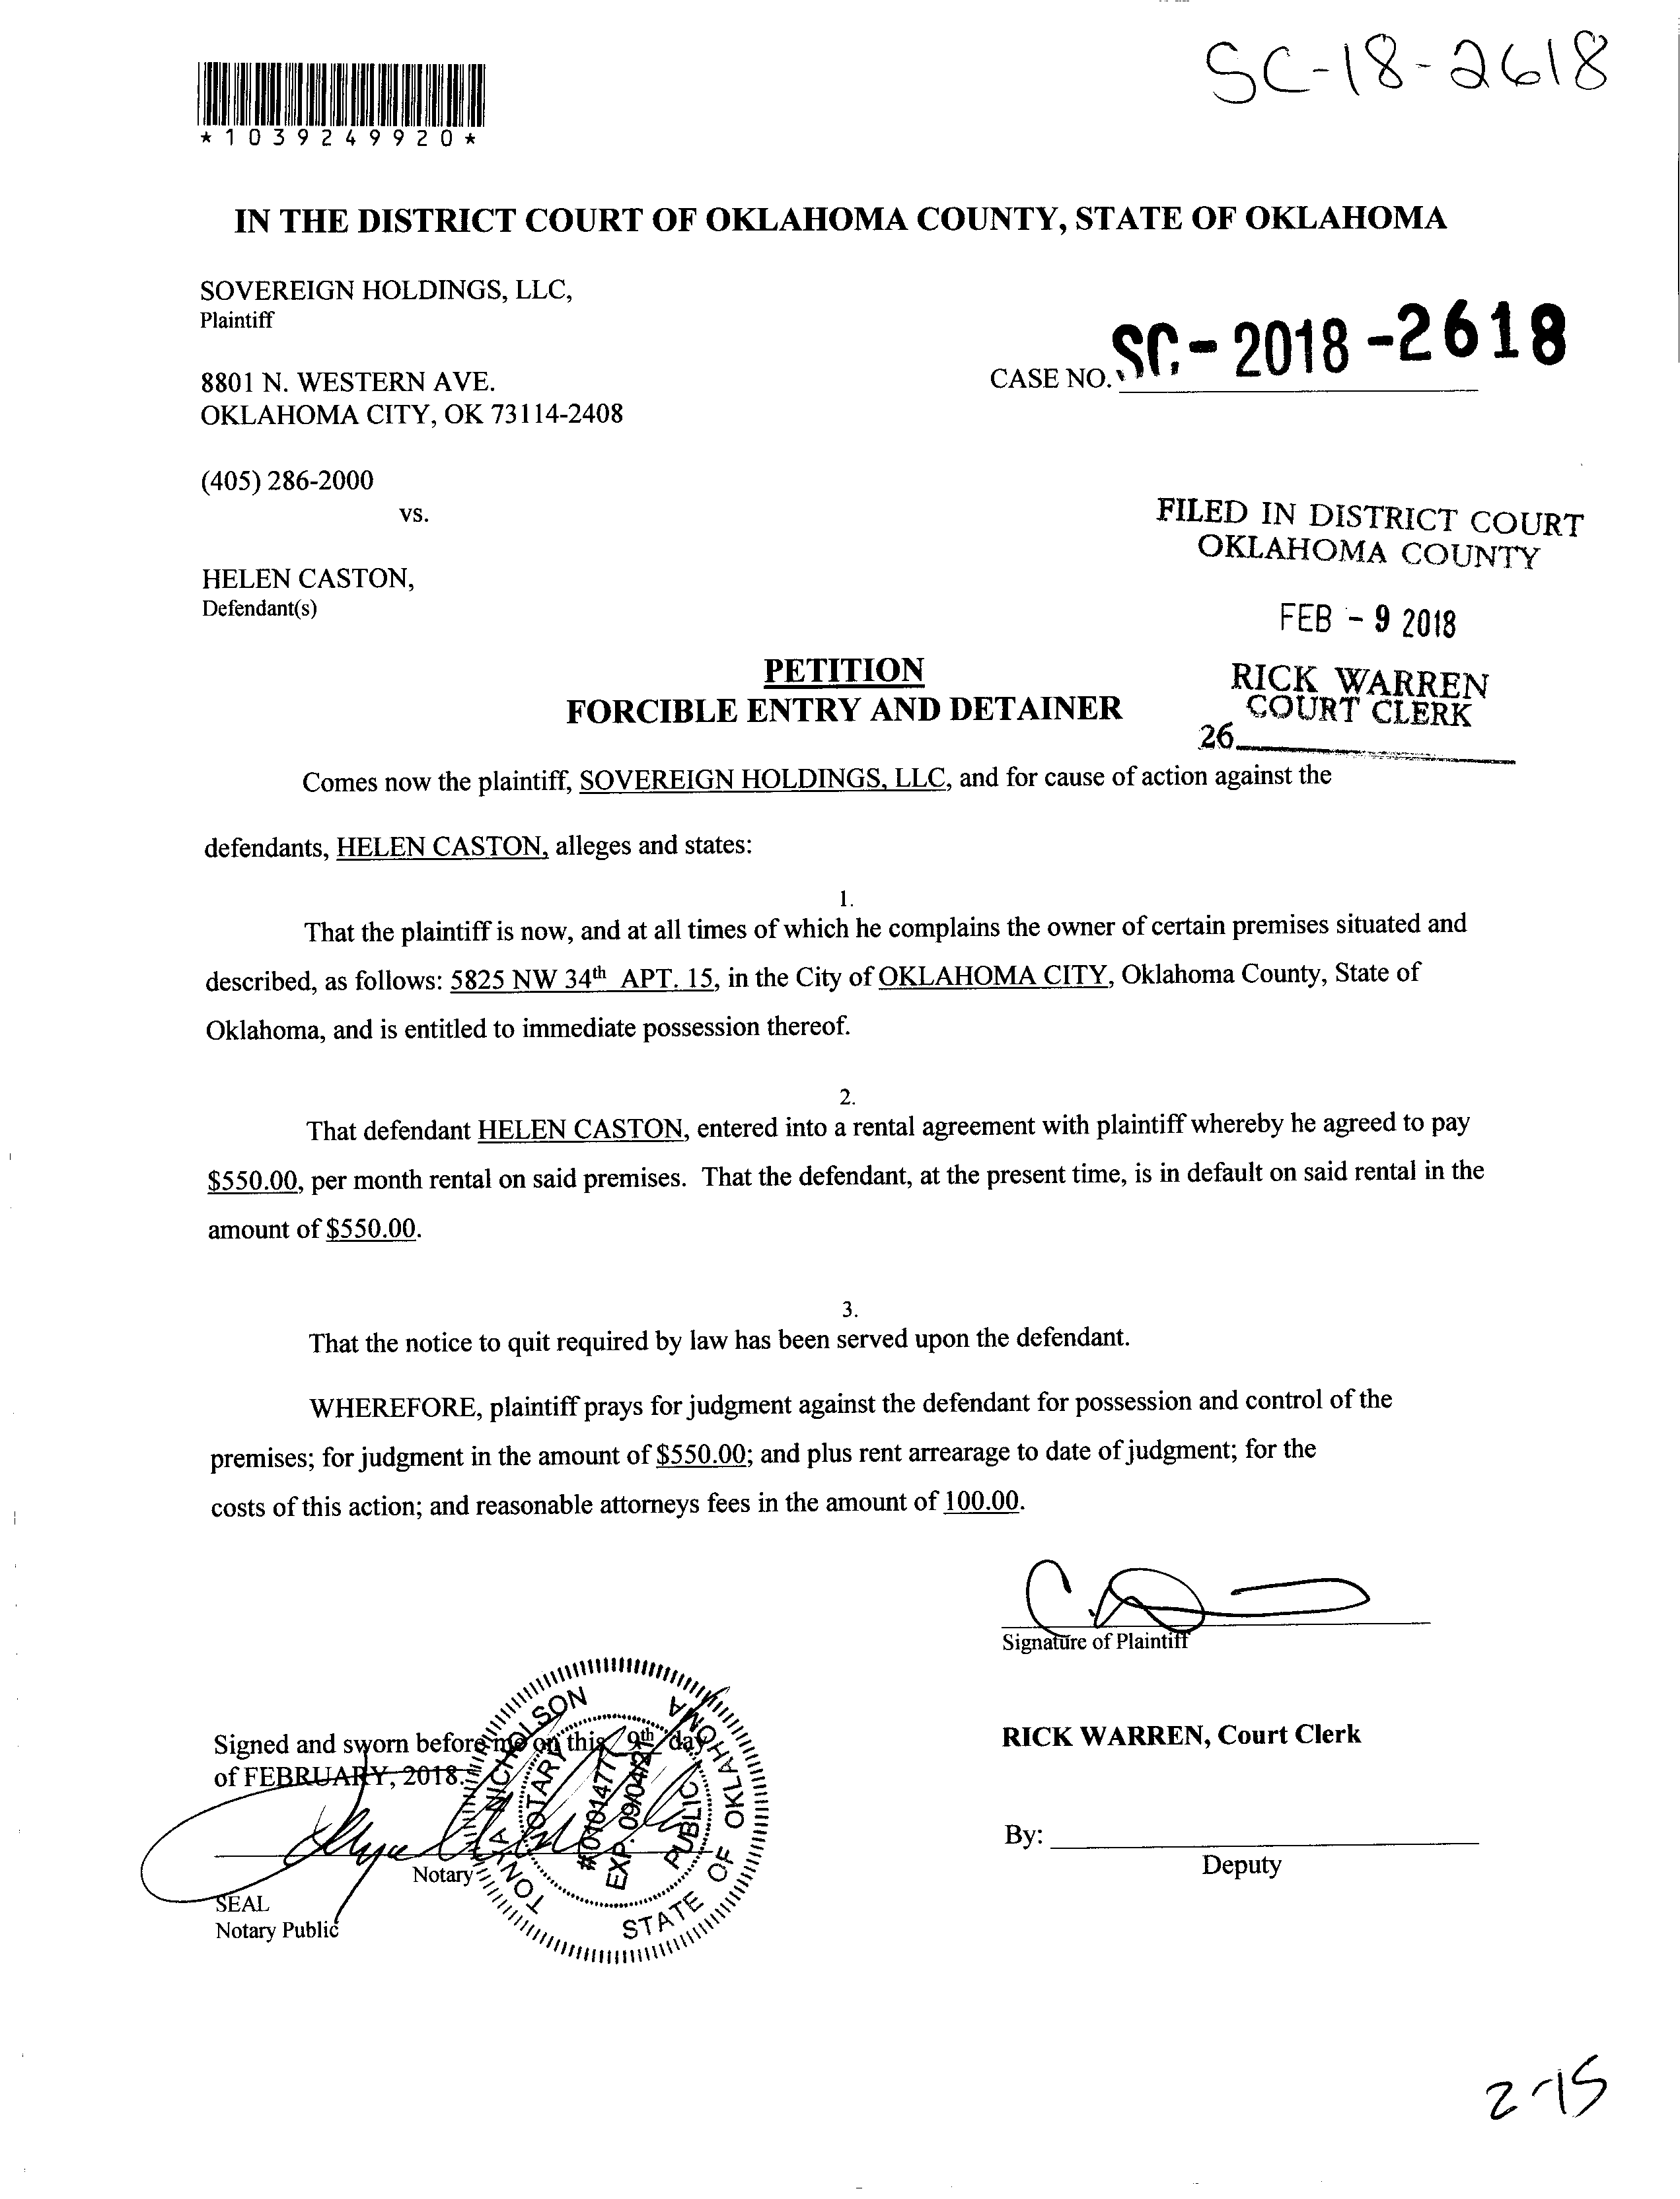 SC-18-2618
*1039249920*
IN THE DISTRICT COURT OF OKLAHOMA COUNTY, STATE OF OKLAHOMA
SOVEREIGN HOLDINGS, LLC,
Plaintiff
8801 N. WESTERN AVE.
OKLAHOMA CITY, OK 73114-2408
CASE NO. SC-2018-2618
(405) 286-2000
vs.
HELEN CASTON,
Defendant(s)
FILED IN DISTRICT COURT
OKLAHOMA COUNTY
FEB - 9 2018
RICK WARREN
COURT CLERK
26
PETITION
FORCIBLE ENTRY AND DETAINER
Comes now the plaintiff, SOVEREIGN HOLDINGS, LLC, and for cause of action against the
defendants, HELEN CASTON, alleges and states:
1.
That the plaintiff is now, and at all times of which he complains the owner of certain premises situated and
described, as follows: 5825 NW 34th APT. 15, in the City of OKLAHOMA CITY, Oklahoma County, State of
Oklahoma, and is entitled to immediate possession thereof.
2.
That defendant HELEN CASTON, entered into a rental agreement with plaintiff whereby he agreed to pay
$550.00, per month rental on said premises. That the defendant, at the present time, is in default on said rental in the
amount of $550.00.
3.
That the notice to quit required by law has been served upon the defendant.
WHEREFORE, plaintiff prays for judgment against the defendant for possession and control of the
premises; for judgment in the amount of $550.00; and plus rent arrearage to date of judgment; for the
costs of this action; and reasonable attorneys fees in the amount of 100.00.
Signature of Plaintiff
Signed and sworn before me on this 9th day
of FEBRUARY, 2018.
Notary
SEAL
Notary Public
NICHOLSON
NOTARY PUBLIC
#01014777
EXP. 09/04/21
STATE OF OKLAHOMA
RICK WARREN, Court Clerk
By:
Deputy
2-15